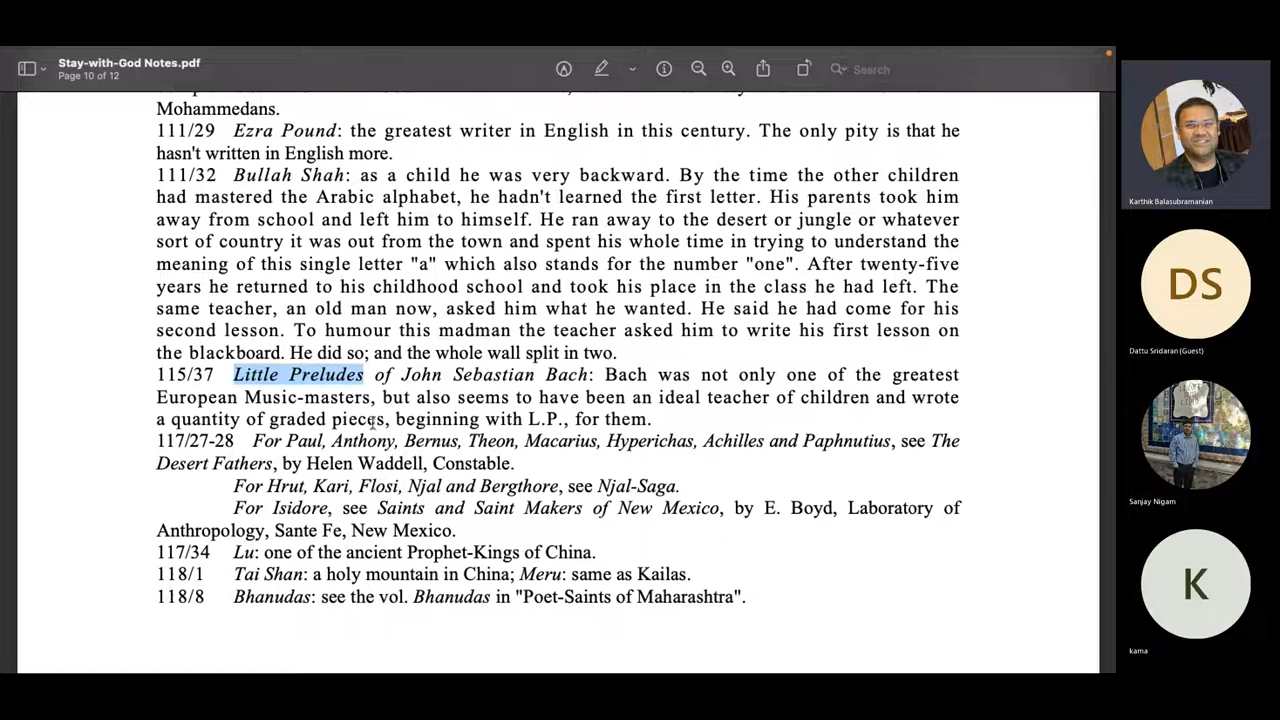 Stay-with-God Notes.pdf
Page 10 of 12
Search
Mohammedans.
111/29 Ezra Pound: the greatest writer in English in this century. The only pity is that he
hasn't written in English more.
111/32 Bullah Shah: as a child he was very backward. By the time the other children
had mastered the Arabic alphabet, he hadn't learned the first letter. His parents took him
away from school and left him to himself. He ran away to the desert or jungle or whatever
sort of country it was out from the town and spent his whole time in trying to understand the
meaning of this single letter "a" which also stands for the number "one". After twenty-five
years he returned to his childhood school and took his place in the class he had left. The
same teacher, an old man now, asked him what he wanted. He said he had come for his
second lesson. To humour this madman the teacher asked him to write his first lesson on
the blackboard. He did so; and the whole wall split in two.
115/37 Little Preludes of John Sebastian Bach: Bach was not only one of the greatest
European Music-masters, but also seems to have been an ideal teacher of children and wrote
a quantity of graded pieces, beginning with L.P., for them.
117/27-28 For Paul, Anthony, Bernus, Theon, Macarius, Hyperichas, Achilles and Paphnutius, see The
Desert Fathers, by Helen Waddell, Constable.
For Hrut, Kari, Flosi, Njal and Bergthore, see Njal-Saga.
For Isidore, see Saints and Saint Makers of New Mexico, by E. Boyd, Laboratory of
Anthropology, Sante Fe, New Mexico.
117/34 Lu: one of the ancient Prophet-Kings of China.
118/1 Tai Shan: a holy mountain in China; Meru: same as Kailas.
118/8 Bhanudas: see the vol. Bhanudas in "Poet-Saints of Maharashtra".
Karthik Balasubramanian
DS
Dattu Sridaran (Guest)
Sanjay Nigam
K
kama